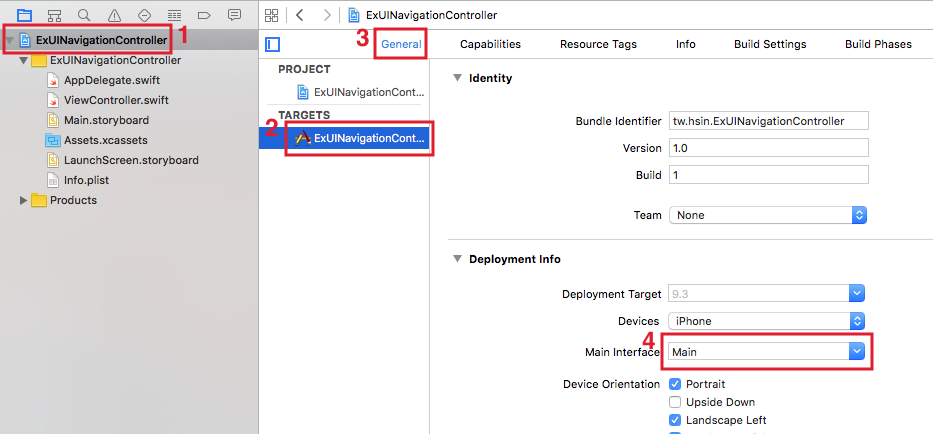 ExUINavigationController
1
ExUINavigationController
AppDelegate.swift
ViewController.swift
Main.storyboard
Assets.xcassets
LaunchScreen.storyboard
Info.plist
Products
ExUINavigationController
3
General
Capabilities
Resource Tags
Info
Build Settings
Build Phases
PROJECT
ExUINavigationCont...
TARGETS
2
ExUINavigationCont...
Identity
Bundle Identifier tw.hsin.ExUINavigationController
Version 1.0
Build 1
Team None
Deployment Info
Deployment Target 9.3
Devices iPhone
4
Main Interface Main
Device Orientation Portrait
Upside Down
Landscape Left